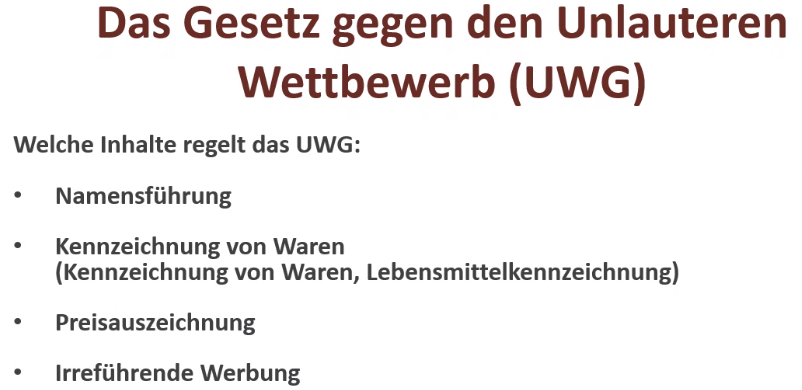 Das Gesetz gegen den Unlauteren
Wettbewerb (UWG)
Welche Inhalte regelt das UWG:
• Namensführung
• Kennzeichnung von Waren
(Kennzeichnung von Waren, Lebensmittelkennzeichnung)
• Preisauszeichnung
• Irreführende Werbung